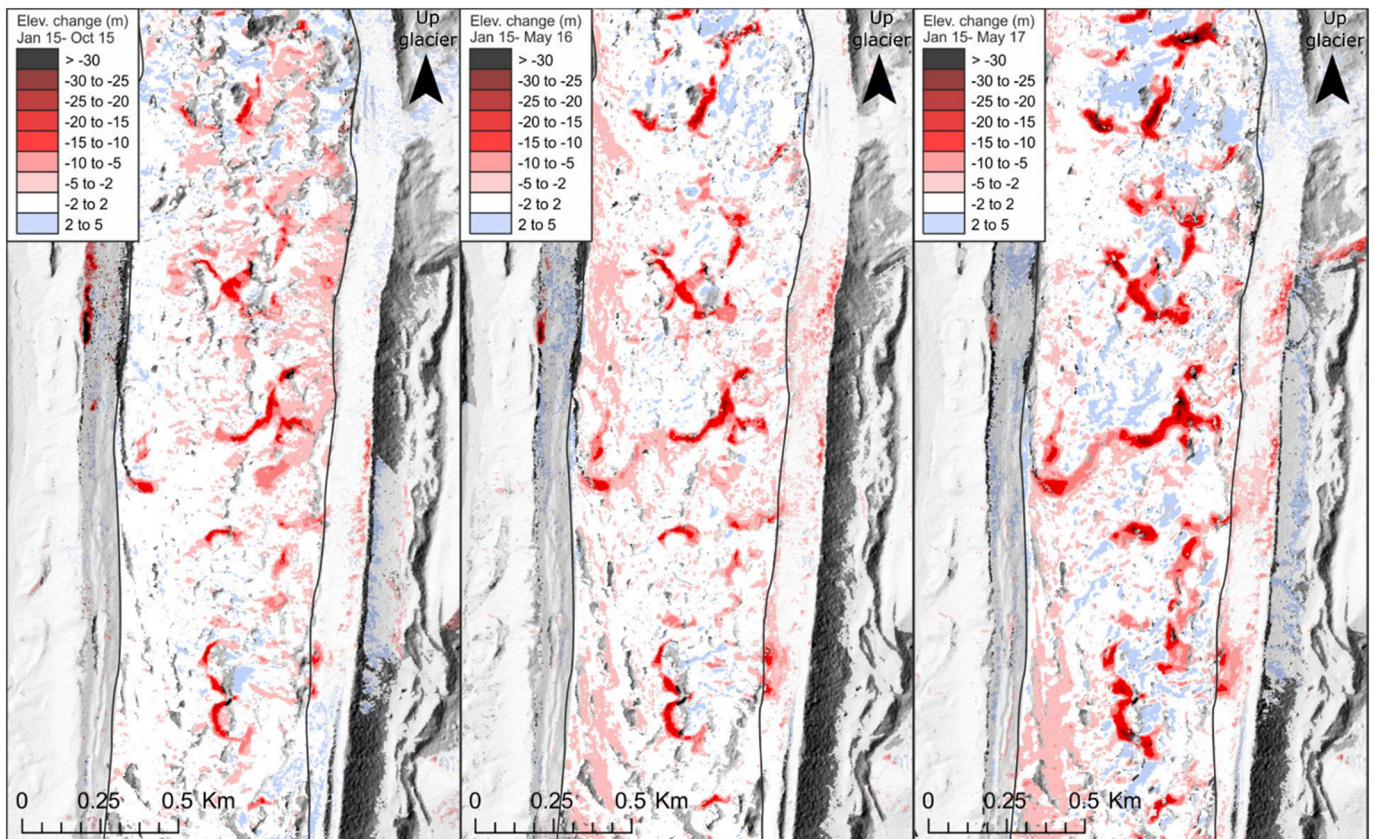 Elev. change (m)
Jan 15- Oct 15
> -30
-30 to -25
-25 to -20
-20 to -15
-15 to -10
-10 to -5
-5 to -2
-2 to 2
2 to 5
Up
glacier
0 0.25 0.5 Km
Elev. change (m)
Jan 15- May 16
> -30
-30 to -25
-25 to -20
-20 to -15
-15 to -10
-10 to -5
-5 to -2
-2 to 2
2 to 5
Up
glacier
0 0.25 0.5 Km
Elev. change (m)
Jan 15- May 17
> -30
-30 to -25
-25 to -20
-20 to -15
-15 to -10
-10 to -5
-5 to -2
-2 to 2
2 to 5
Up
glacier
0 0.25 0.5 Km